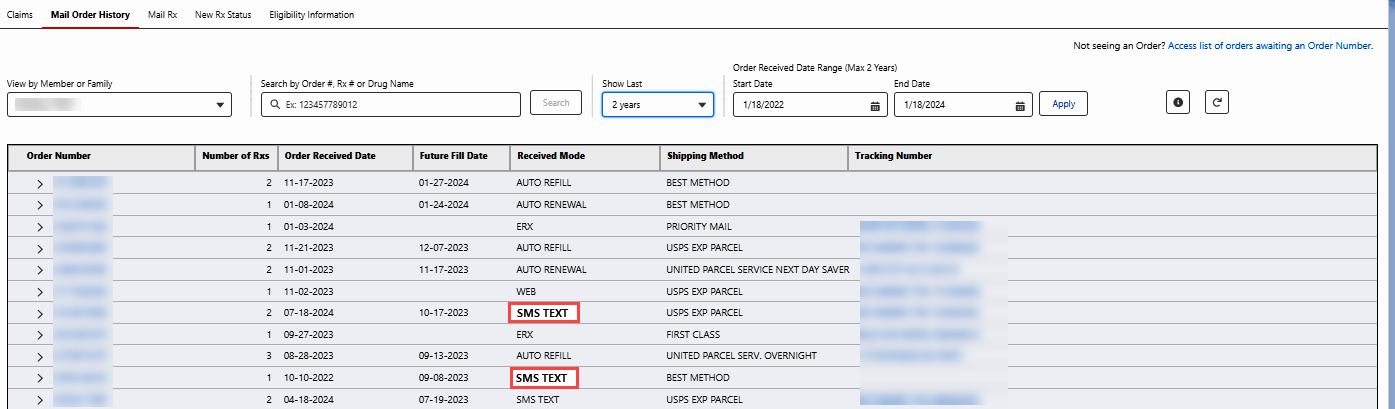 Claims Mail Order History Mail Rx New Rx Status Eligibility Information
Not seeing an Order? Access list of orders awaiting an Order Number.
Order Received Date Range (Max 2 Years)
View by Member or Family Search by Order #, Rx # or Drug Name Show Last Start Date End Date
Ex: 123457789012 Search 2 years 1/18/2022 1/18/2024 Apply
Order Number Number of Rxs Order Received Date Future Fill Date Received Mode Shipping Method Tracking Number
2 11-17-2023 01-27-2024 AUTO REFILL BEST METHOD
1 01-08-2024 01-24-2024 AUTO RENEWAL BEST METHOD
1 01-03-2024 ERX PRIORITY MAIL
2 11-21-2023 12-07-2023 AUTO REFILL USPS EXP PARCEL
2 11-01-2023 11-17-2023 AUTO RENEWAL UNITED PARCEL SERVICE NEXT DAY SAVER
1 11-02-2023 WEB USPS EXP PARCEL
2 07-18-2024 10-17-2023 SMS TEXT USPS EXP PARCEL
1 09-27-2023 ERX FIRST CLASS
3 08-28-2023 09-13-2023 AUTO REFILL UNITED PARCEL SERV. OVERNIGHT
1 10-10-2022 09-08-2023 SMS TEXT BEST METHOD
2 04-18-2024 07-19-2023 SMS TEXT USPS EXP PARCEL